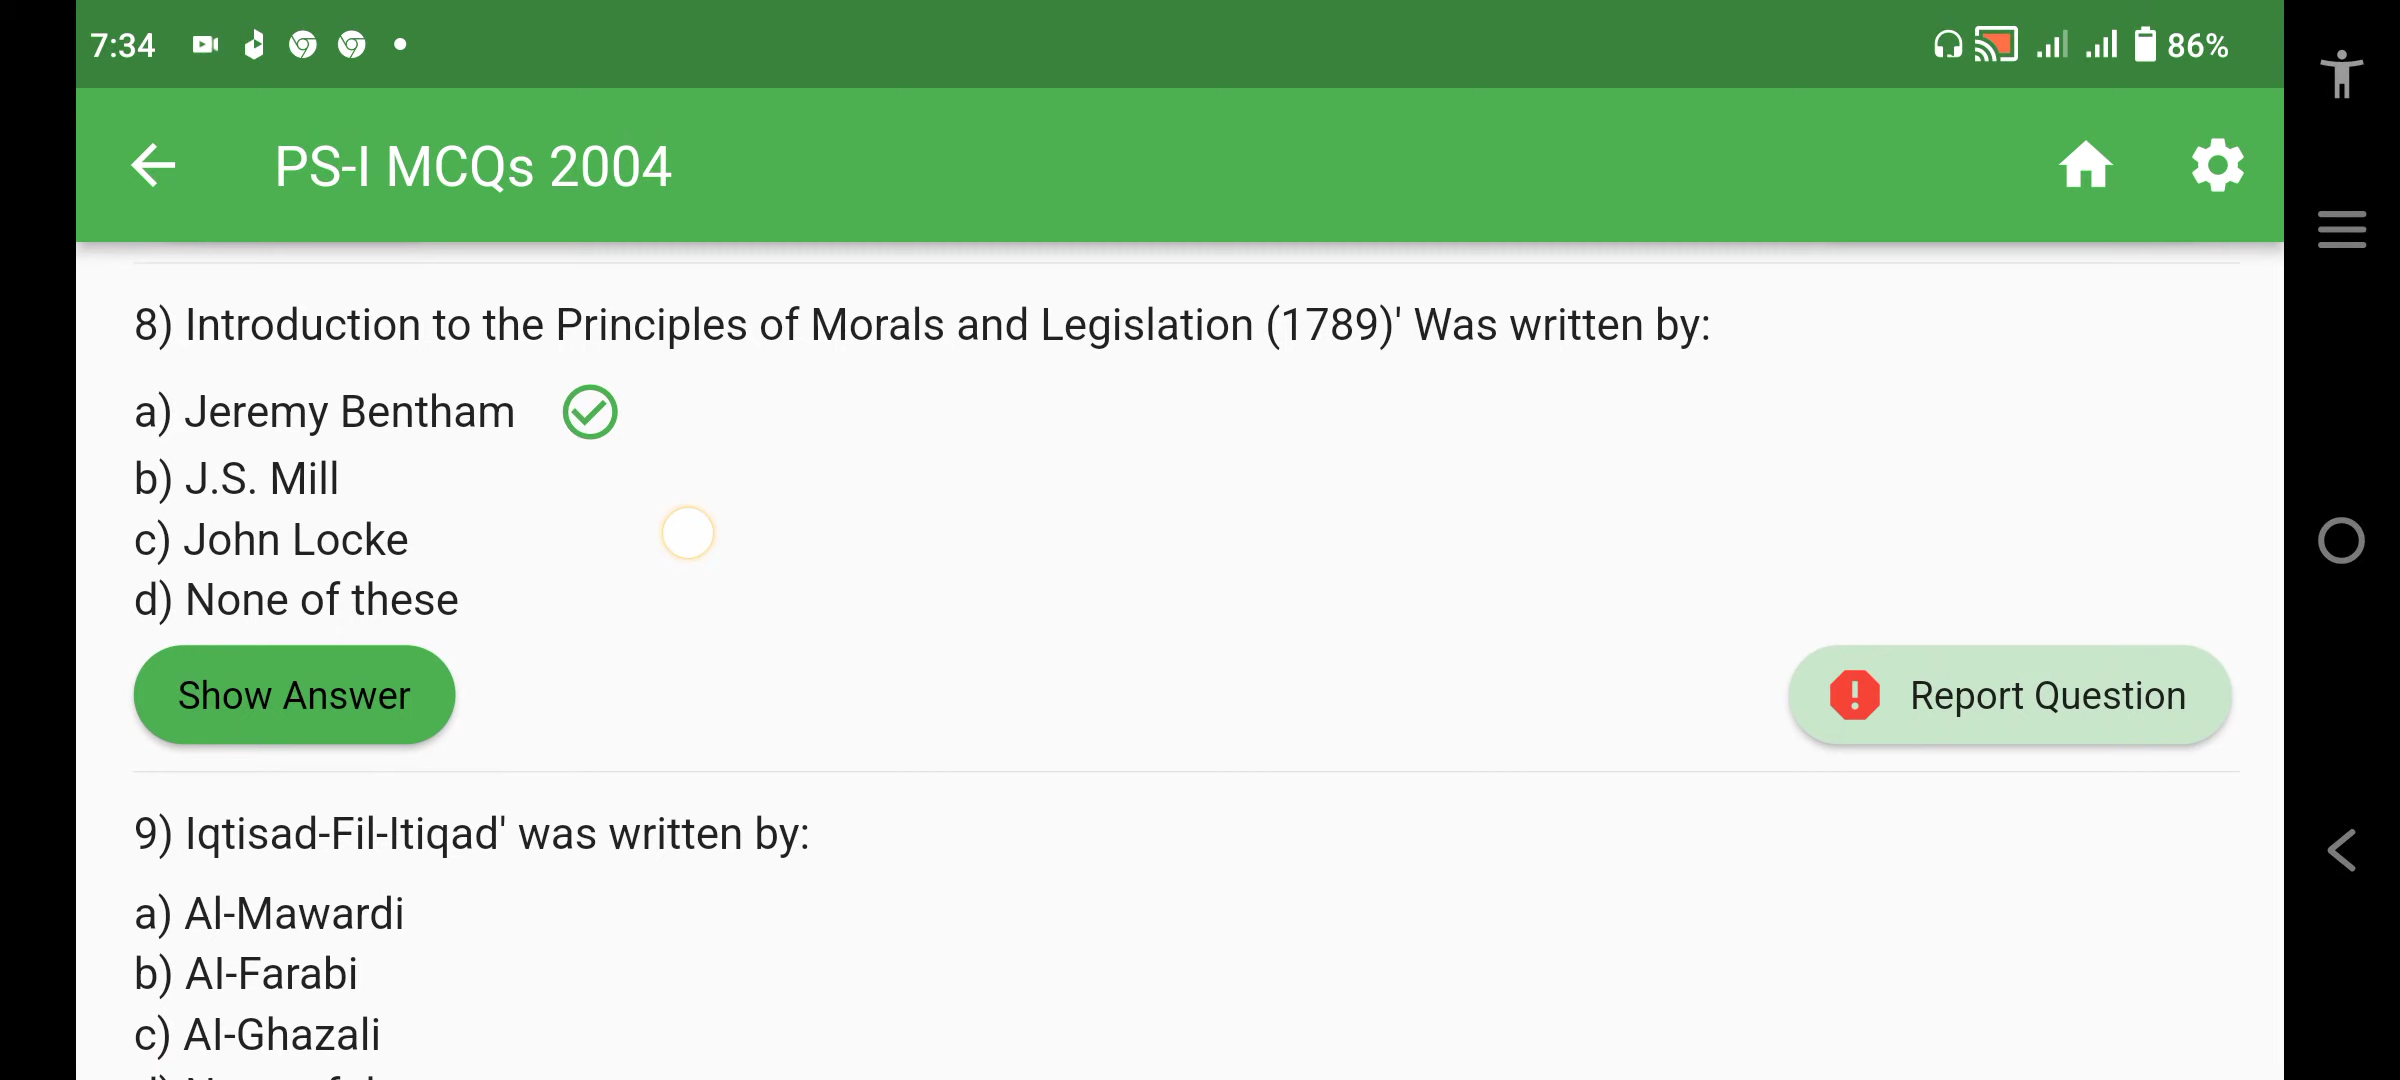 7:34
86%
PS-I MCQs 2004
8) Introduction to the Principles of Morals and Legislation (1789)' Was written by:
a) Jeremy Bentham
b) J.S. Mill
c) John Locke
d) None of these
Show Answer
Report Question
9) Iqtisad-Fil-Itiqad' was written by:
a) Al-Mawardi
b) Al-Farabi
c) Al-Ghazali